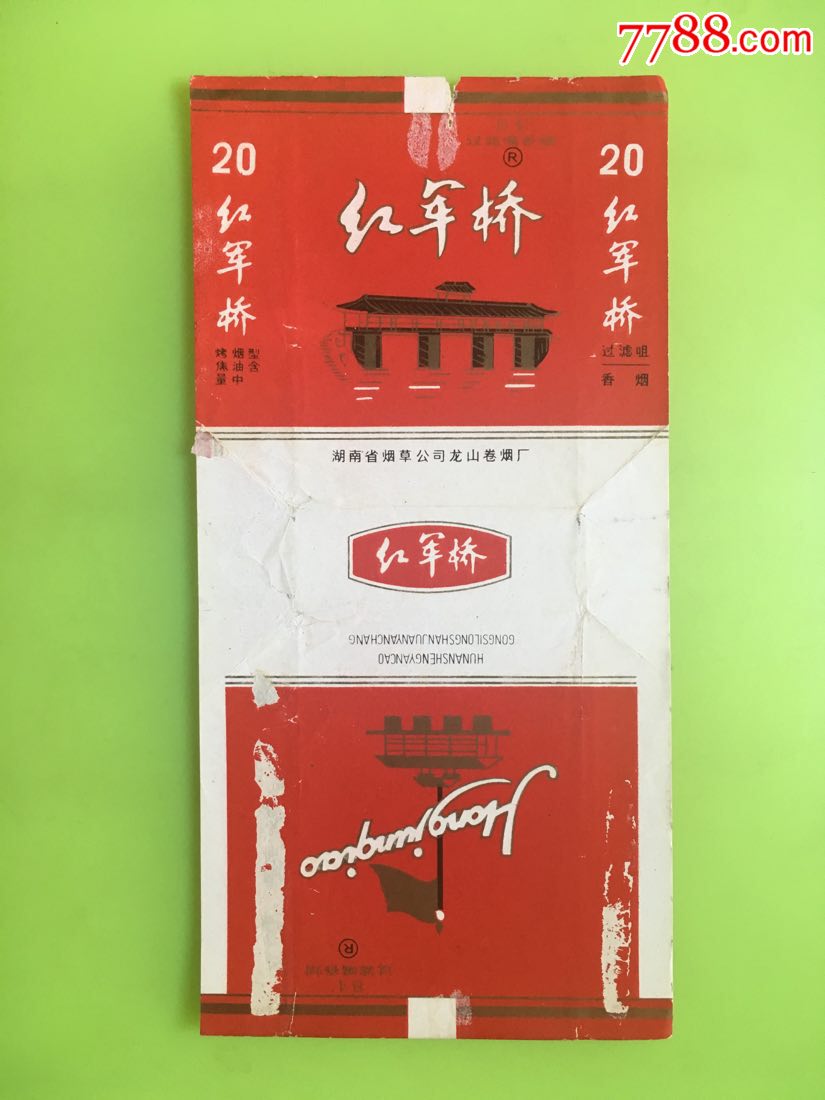 7788.com
®
20
红军桥
烤烟型
焦油含
量中
红军桥
20
红军桥
过滤咀
香烟
湖南省烟草公司龙山卷烟厂
红军桥
HUNANSHENGYANCAO
GONGSILONGSHANJUANYANCHANG
Hongjunqiao
®